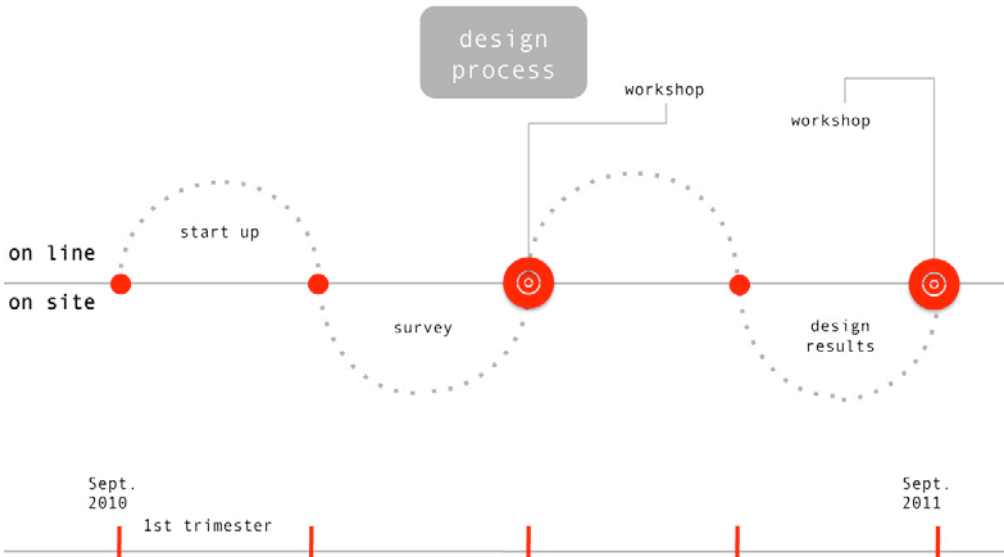 design
process
workshop
workshop
start up
on line
on site
survey
design
results
Sept.
2010
Sept.
2011
1st trimester